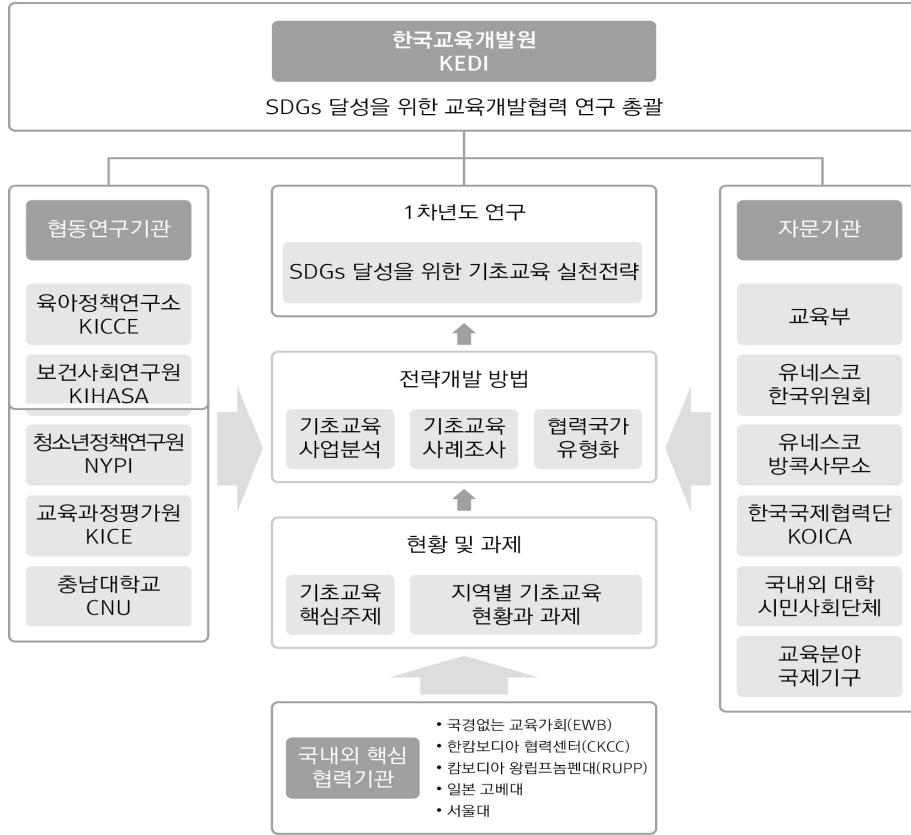 한국교육개발원
KEDI
SDGs 달성을 위한 교육개발협력 연구 총괄
협동연구기관
육아정책연구소
KICCE
보건사회연구원
KIHASA
청소년정책연구원
NYPI
교육과정평가원
KICE
충남대학교
CNU
1차년도 연구
SDGs 달성을 위한 기초교육 실천전략
전략개발 방법
기초교육
사업분석
기초교육
사례조사
협력국가
유형화
현황 및 과제
기초교육
핵심주제
지역별 기초교육
현황과 과제
국내외 핵심
협력기관
• 국경없는 교육가회(EWB)
• 한캄보디아 협력센터(CKCC)
• 캄보디아 왕립프놈펜대(RUPP)
• 일본 고베대
• 서울대
자문기관
교육부
유네스코
한국위원회
유네스코
방콕사무소
한국국제협력단
KOICA
국내외 대학
시민사회단체
교육분야
국제기구